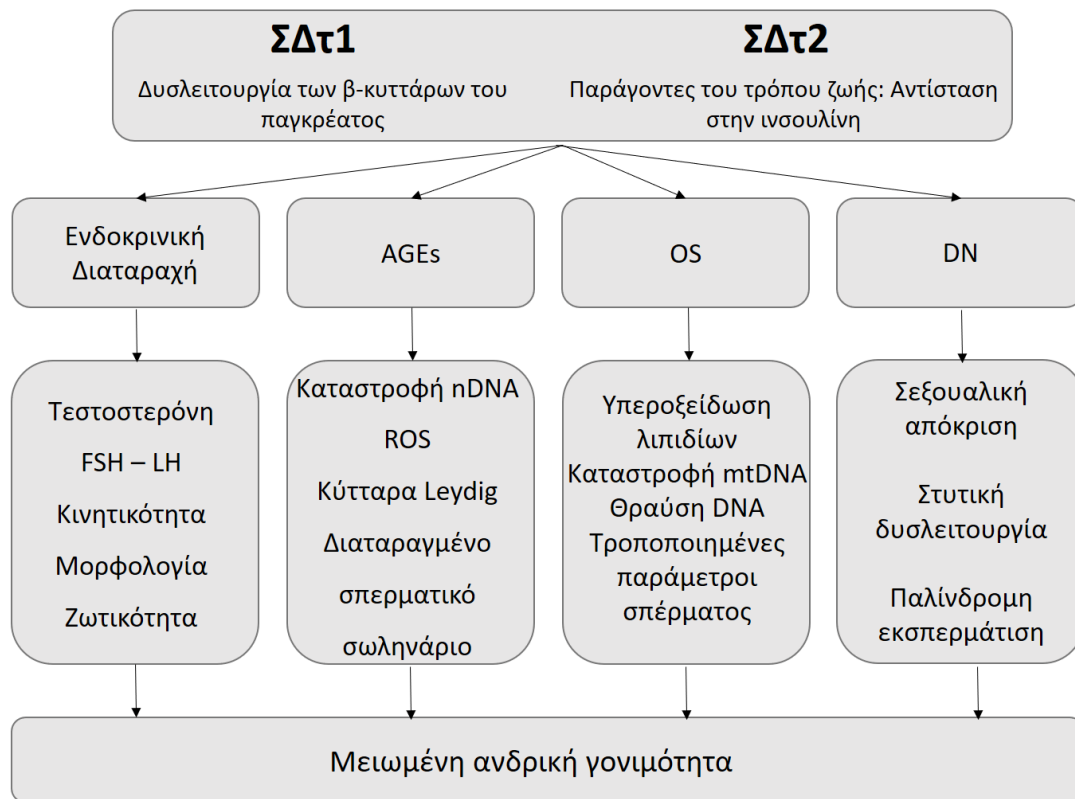 ΣΔτ1
Δυσλειτουργία των β-κυττάρων του
παγκρέατος
ΣΔτ2
Παράγοντες του τρόπου ζωής: Αντίσταση
στην ινσουλίνη
Ενδοκρινική
Διαταραχή
AGEs
OS
DN
Τεστοστερόνη
FSH – LH
Κινητικότητα
Μορφολογία
Ζωτικότητα
Καταστροφή nDNA
ROS
Κύτταρα Leydig
Διαταραγμένο
σπερματικό
σωληνάριο
Υπεροξείδωση
λιπιδίων
Καταστροφή mtDNA
Θραύση DNA
Τροποποιημένες
παράμετροι
σπέρματος
Σεξουαλική
απόκριση
Στυτική
δυσλειτουργία
Παλίνδρομη
εκσπερμάτιση
Μειωμένη ανδρική γονιμότητα